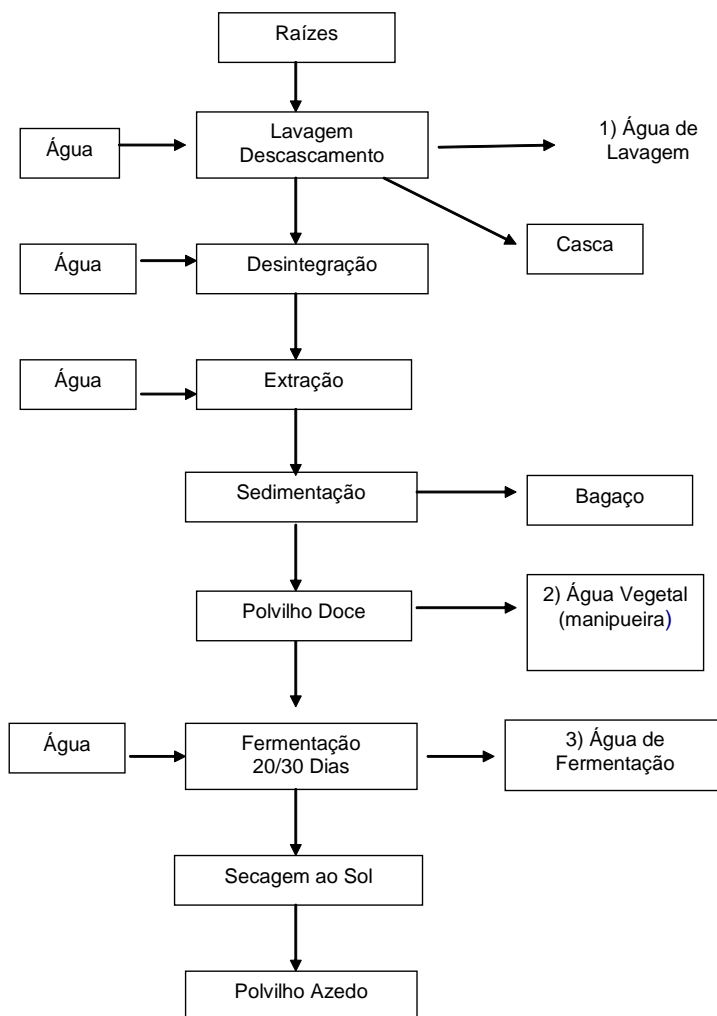 Raízes
Água
Lavagem
Descascamento
1) Água de
Lavagem
Casca
Água
Desintegração
Água
Extração
Sedimentação
Bagaço
Polvilho Doce
2) Água Vegetal
(manipueira)
Água
Fermentação
20/30 Dias
3) Água de
Fermentação
Secagem ao Sol
Polvilho Azedo